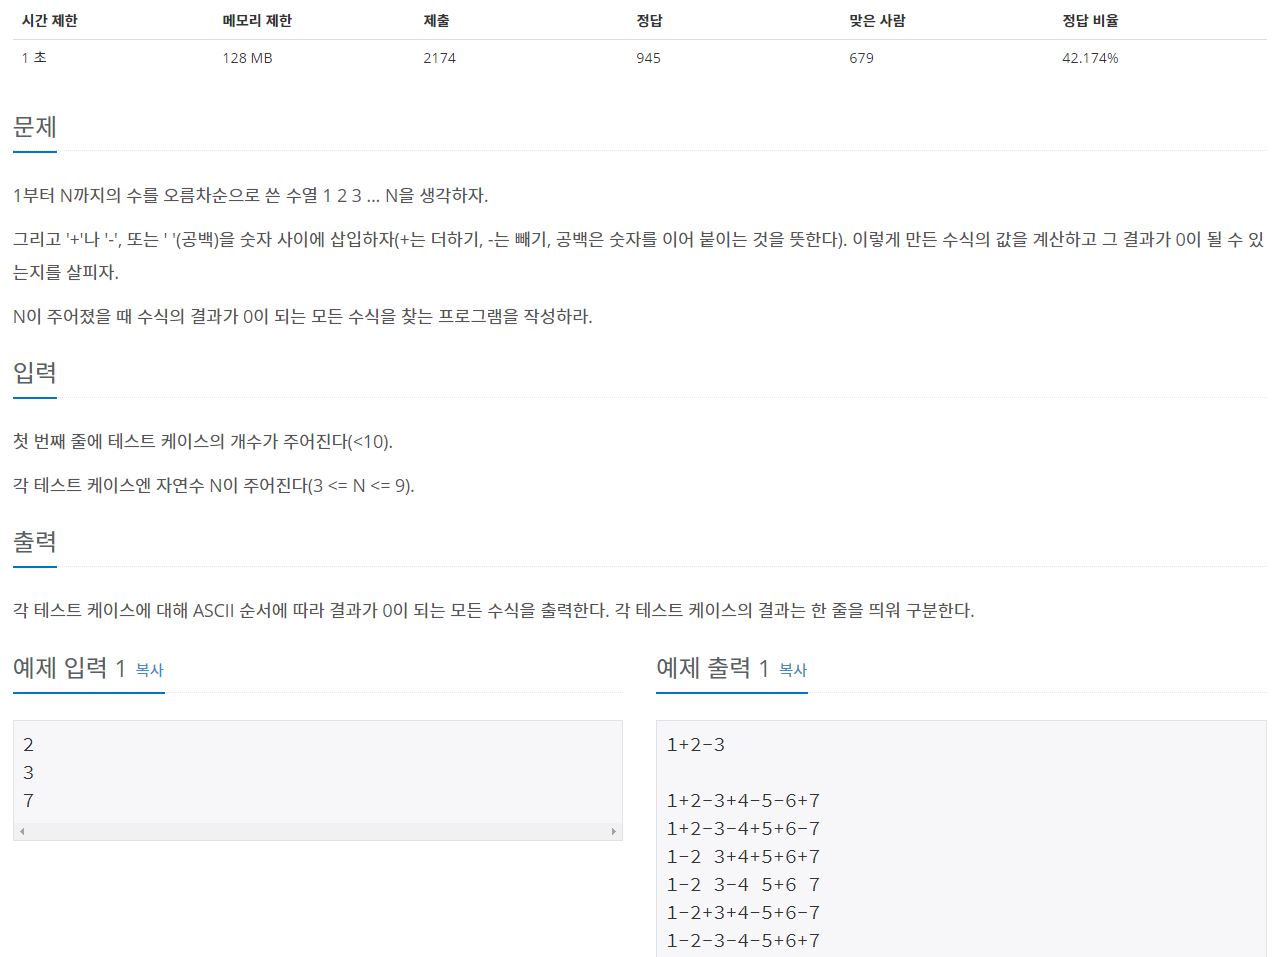 시간 제한 메모리 제한 제출 정답 맞은 사람 정답 비율
1 초 128 MB 2174 945 679 42.174%
문제
1부터 N까지의 수를 오름차순으로 쓴 수열 1 2 3 ... N을 생각하자.
그리고 '+'나 '-', 또는 ' '(공백)을 숫자 사이에 삽입하자(+는 더하기, -는 빼기, 공백은 숫자를 이어 붙이는 것을 뜻한다). 이렇게 만든 수식의 값을 계산하고 그 결과가 0이 될 수 있
는지를 살피자.
N이 주어졌을 때 수식의 결과가 0이 되는 모든 수식을 찾는 프로그램을 작성하라.
입력
첫 번째 줄에 테스트 케이스의 개수가 주어진다(<10).
각 테스트 케이스엔 자연수 N이 주어진다(3 <= N <= 9).
출력
각 테스트 케이스에 대해 ASCII 순서에 따라 결과가 0이 되는 모든 수식을 출력한다. 각 테스트 케이스의 결과는 한 줄을 띄워 구분한다.
예제 입력 1 복사
2
3
7
예제 출력 1 복사
1+2-3

1+2-3+4-5-6+7
1+2-3-4+5+6-7
1-2 3+4+5+6+7
1-2 3-4 5+6 7
1-2+3+4-5+6-7
1-2-3-4-5+6+7